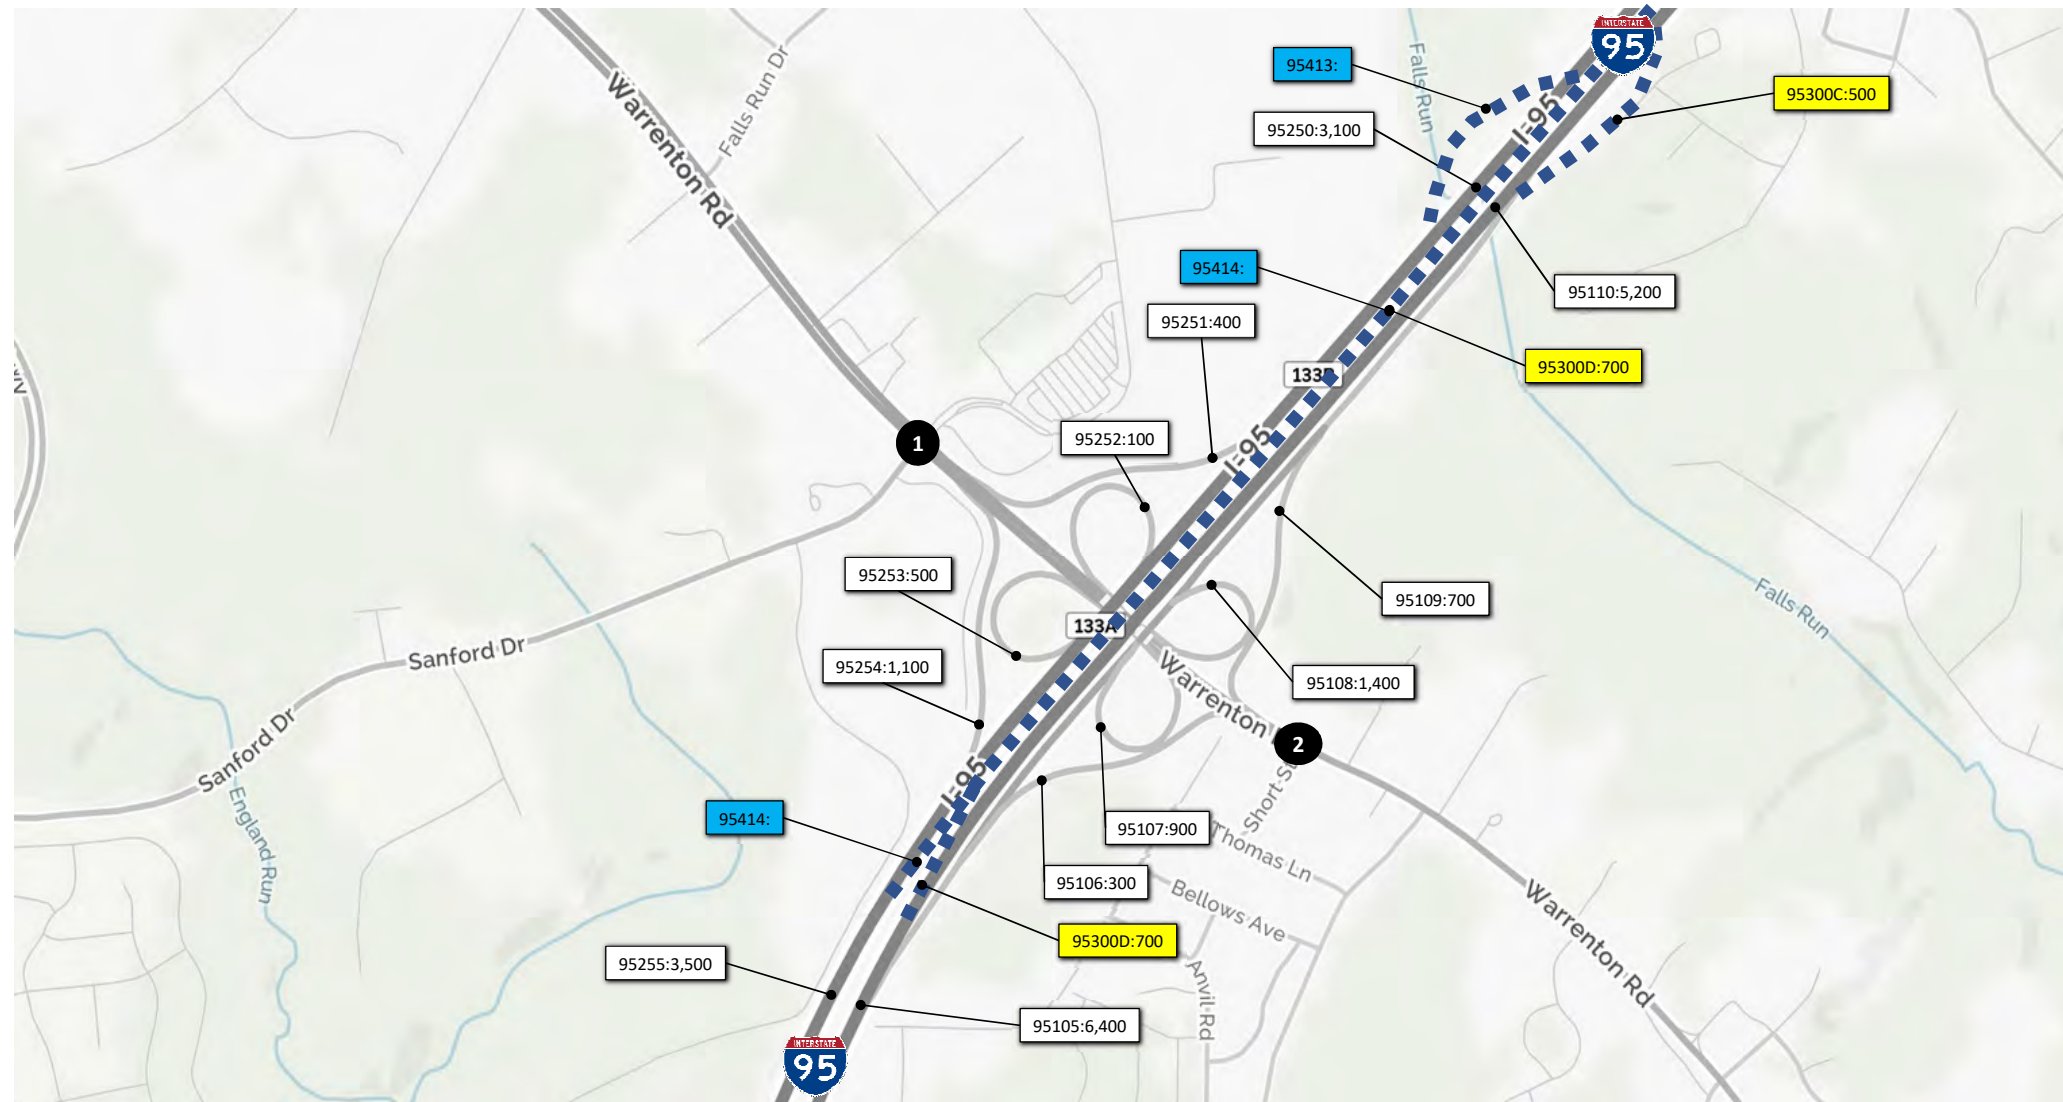 INTERSTATE
95
95413:
95300C:500
95250:3,100
I-95
Falls Run
Falls Run Dr
Warrenton Rd
95414:
95110:5,200
95251:400
95300D:700
133B
I-95
1
95252:100
95253:500
95109:700
Falls Run
133A
95254:1,100
Sanford Dr
95108:1,400
Warrenton
2
Sanford Dr
I-95
England Run
95414:
95107:900
Short St
Thomas Ln
95106:300
Bellows Ave
Warrenton Rd
95300D:700
95255:3,500
Anvil Rd
95105:6,400
INTERSTATE
95